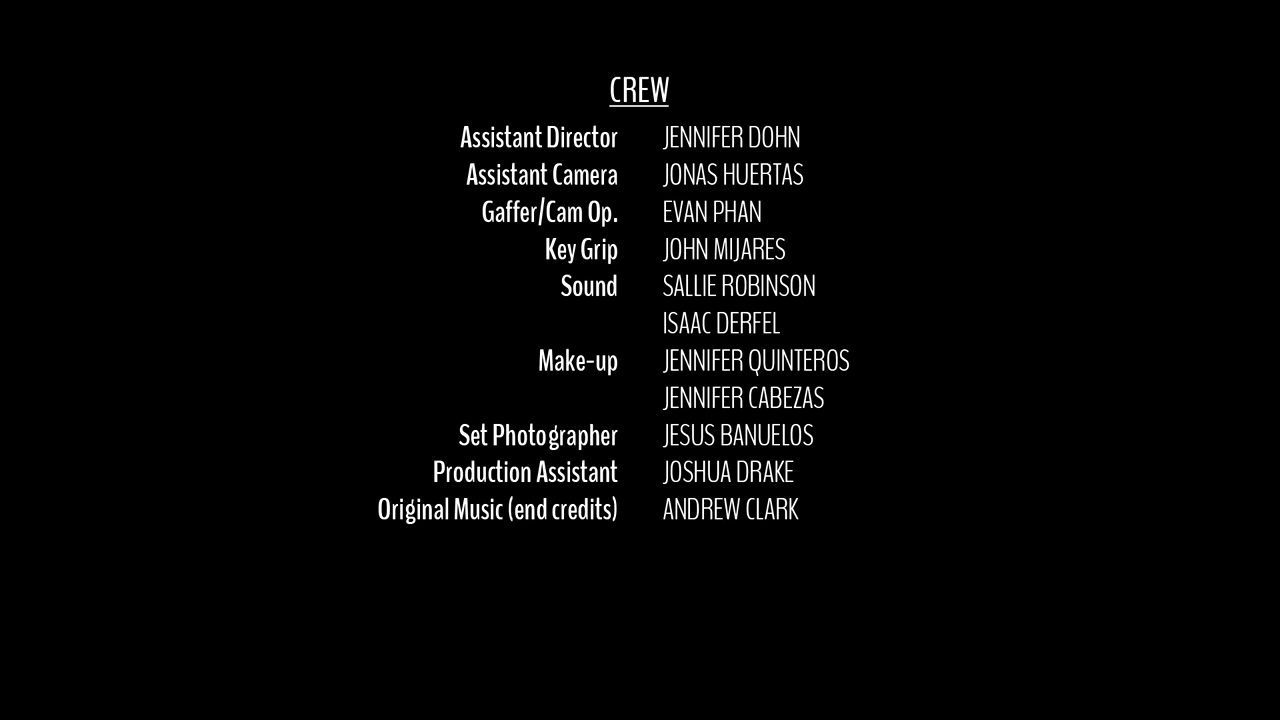 CREW
Assistant Director JENNIFER DOHN
Assistant Camera JONAS HUERTAS
Gaffer/Cam Op. EVAN PHAN
Key Grip JOHN MIJARES
Sound SALLIE ROBINSON
ISAAC DERFEL
Make-up JENNIFER QUINTEROS
JENNIFER CABEZAS
Set Photographer JESUS BANUELOS
Production Assistant JOSHUA DRAKE
Original Music (end credits) ANDREW CLARK